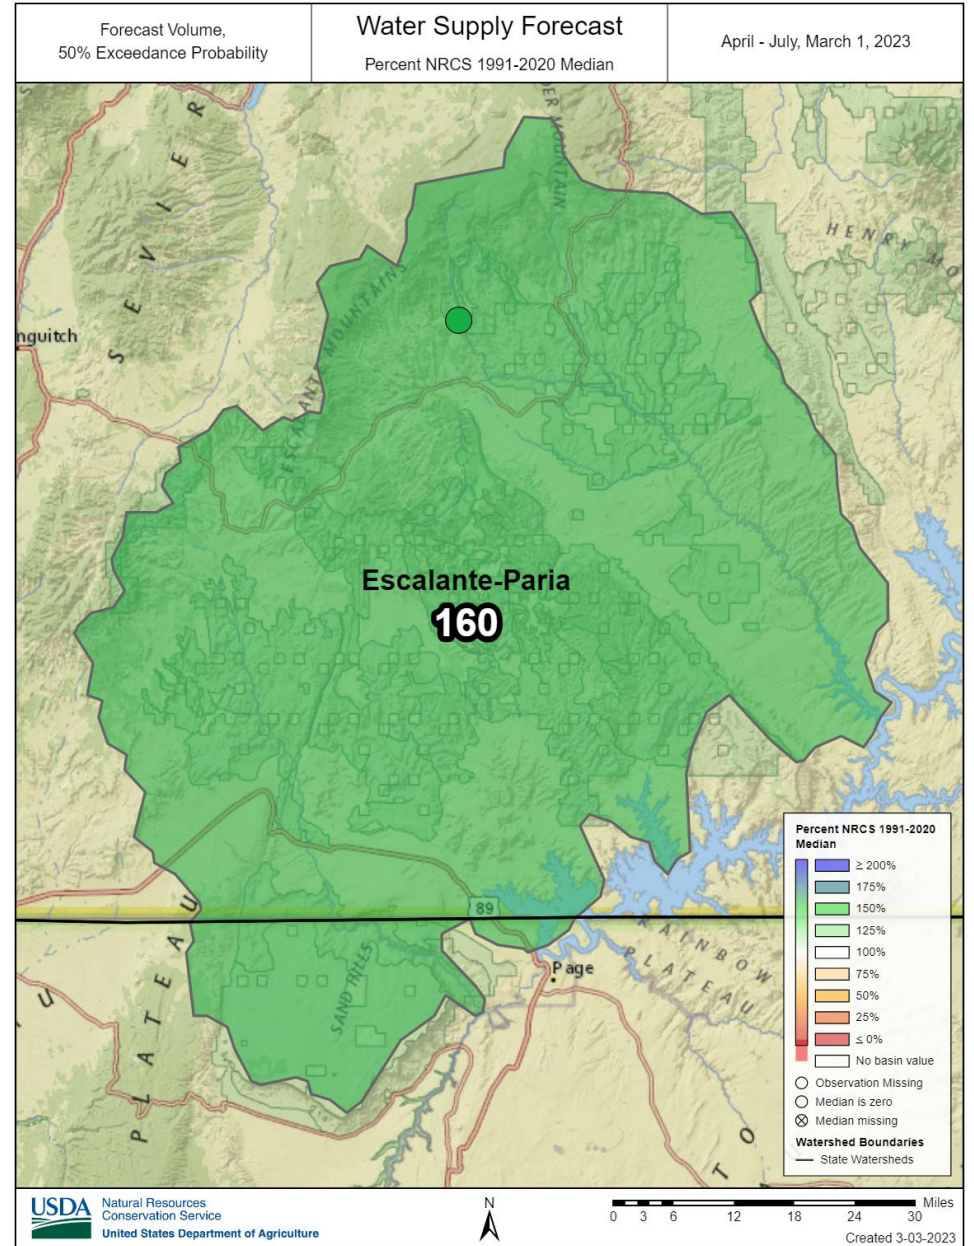 Forecast Volume,
50% Exceedance Probability
Water Supply Forecast
Percent NRCS 1991-2020 Median
April - July, March 1, 2023
SEVIER
MOUNTAIN
HENRY MO
nguitch
ESCALANTE MOUNTAINS
Escalante-Paria
160
89
Page
RAINBOW
PLATEAU
SAND HILLS
U
PLATEAU
T O
Percent NRCS 1991-2020
Median
≥ 200%
175%
150%
125%
100%
75%
50%
25%
≤ 0%
No basin value
Observation Missing
Median is zero
Median missing
Watershed Boundaries
State Watersheds
USDA
Natural Resources
Conservation Service
United States Department of Agriculture
N
Miles
0 3 6 12 18 24 30
Created 3-03-2023